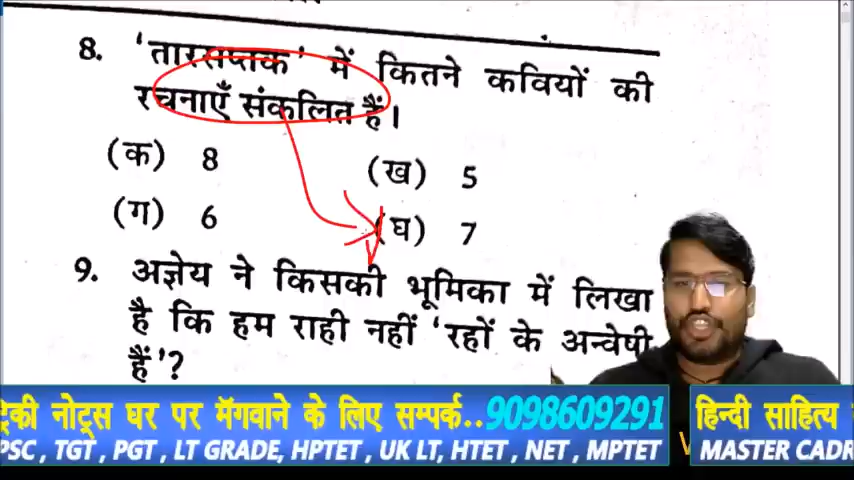 8. 'तारसप्तक' में कितने कवियों की
रचनाएँ संकलित हैं।
(क) 8
(ख) 5
(ग) 6
(घ) 7
9. अज्ञेय ने किसकी भूमिका में लिखा
है कि हम राही नहीं 'रहों के अन्वेषी
हैं'?
की नोट्स घर पर मॅगवाने के लिए सम्पर्क..9098609291
हिन्दी साहित्य
PSC , TGT , PGT , LT GRADE, HPTET , UK LT, HTET , NET , MPTET
MASTER CADR